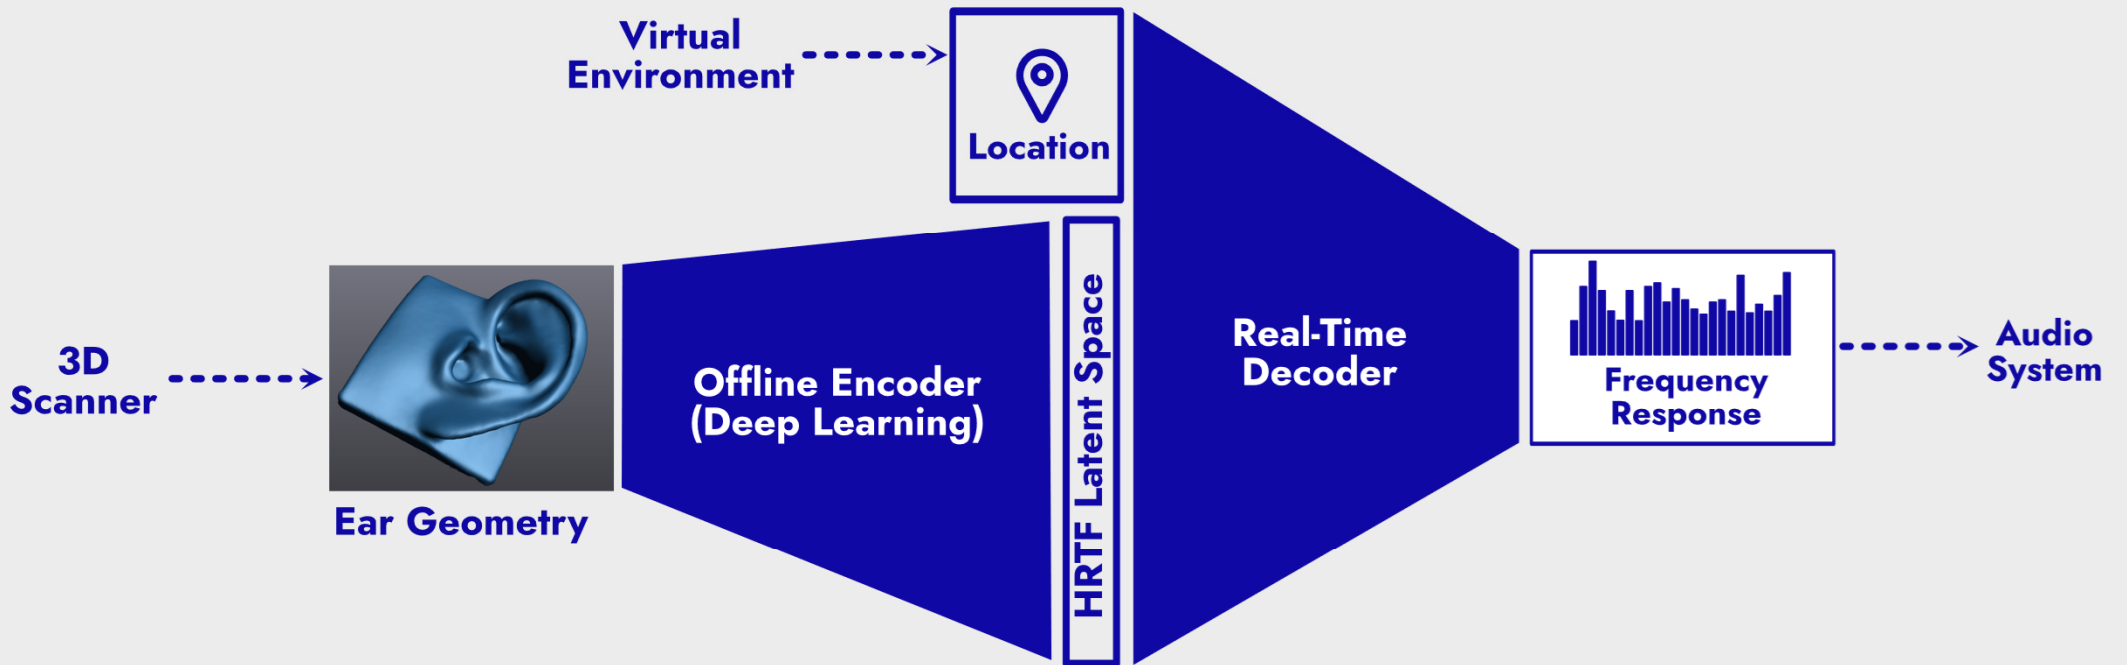 Virtual
Environment
Location
3D
Scanner
Ear Geometry
Offline Encoder
(Deep Learning)
HRTF Latent Space
Real-Time
Decoder
Frequency
Response
Audio
System